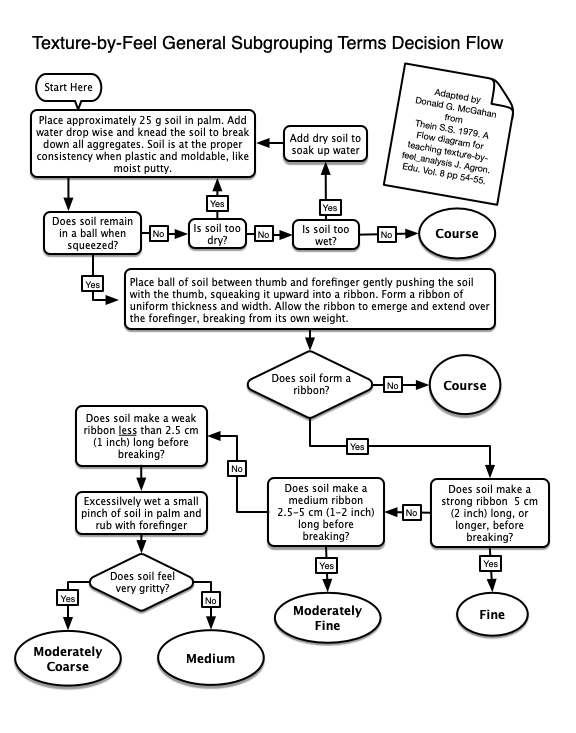 Texture-by-Feel General Subgrouping Terms Decision Flow
Start Here
Adapted by
Donald G. McGahan
from
Thein S.S. 1979. A
Flow diagram for
teaching texture-by-
feel_analysis J. Agron.
Edu. Vol. 8 pp 54-55.
Place approximately 25 g soil in palm. Add
water drop wise and knead the soil to break
down all aggregates. Soil is at the proper
consistency when plastic and moldable, like
moist putty.
Add dry soil to
soak up water
Yes
Yes
Does soil remain
in a ball when
squeezed?
No
Is soil too
dry?
No
Is soil too
wet?
No
Course
Yes
Place ball of soil between thumb and forefinger gently pushing the soil
with the thumb, squeaking it upward into a ribbon. Form a ribbon of
uniform thickness and width. Allow the ribbon to emerge and extend over
the forefinger, breaking from its own weight.
Does soil form a
ribbon?
No
Course
Yes
Does soil make a weak
ribbon less than 2.5 cm
(1 inch) long before
breaking?
No
Does soil make a
medium ribbon
2.5-5 cm (1-2 inch)
long before
breaking?
No
Does soil make a
strong ribbon 5 cm
(2 inch) long, or
longer, before
breaking?
Excessilvely wet a small
pinch of soil in palm and
rub with forefinger
Yes
Yes
Does soil feel
very gritty?
Yes
No
Moderately
Fine
Fine
Moderately
Coarse
Medium